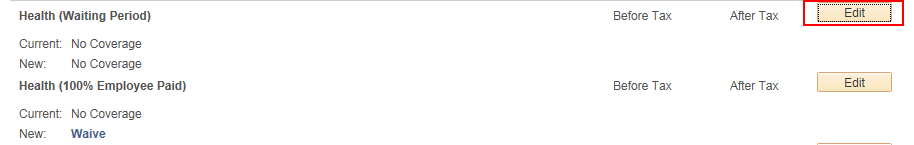 Health (Waiting Period) Before Tax After Tax Edit
Current: No Coverage
New: No Coverage
Health (100% Employee Paid) Before Tax After Tax Edit
Current: No Coverage
New: Waive